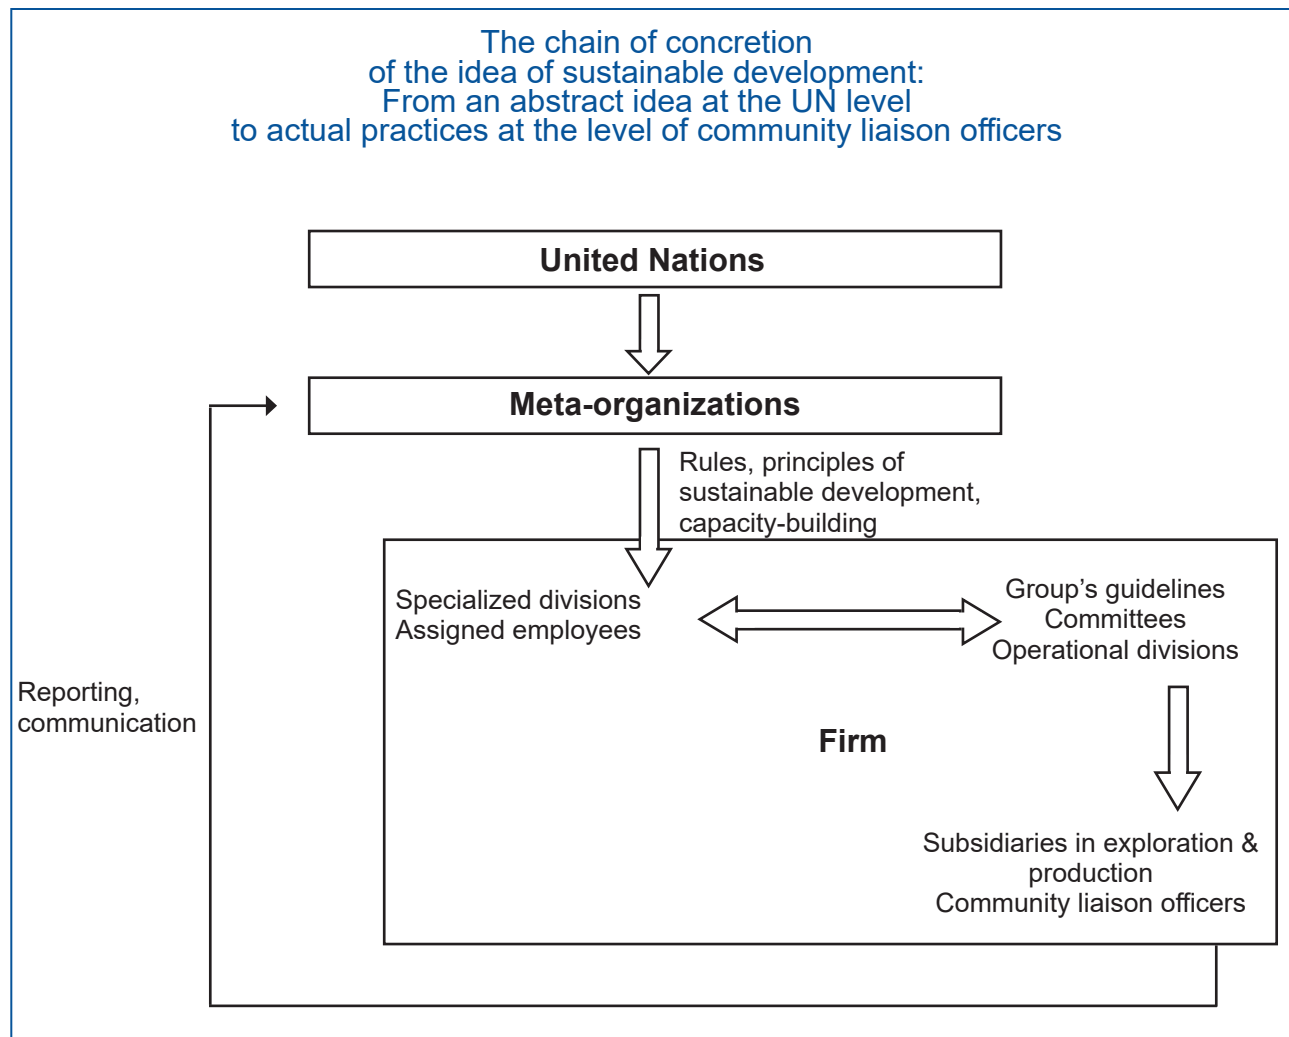 The chain of concretion
of the idea of sustainable development:
From an abstract idea at the UN level
to actual practices at the level of community liaison officers
United Nations
Meta-organizations
Rules, principles of
sustainable development,
capacity-building
Specialized divisions
Assigned employees
Group’s guidelines
Committees
Operational divisions
Reporting,
communication
Firm
Subsidiaries in exploration &
production
Community liaison officers